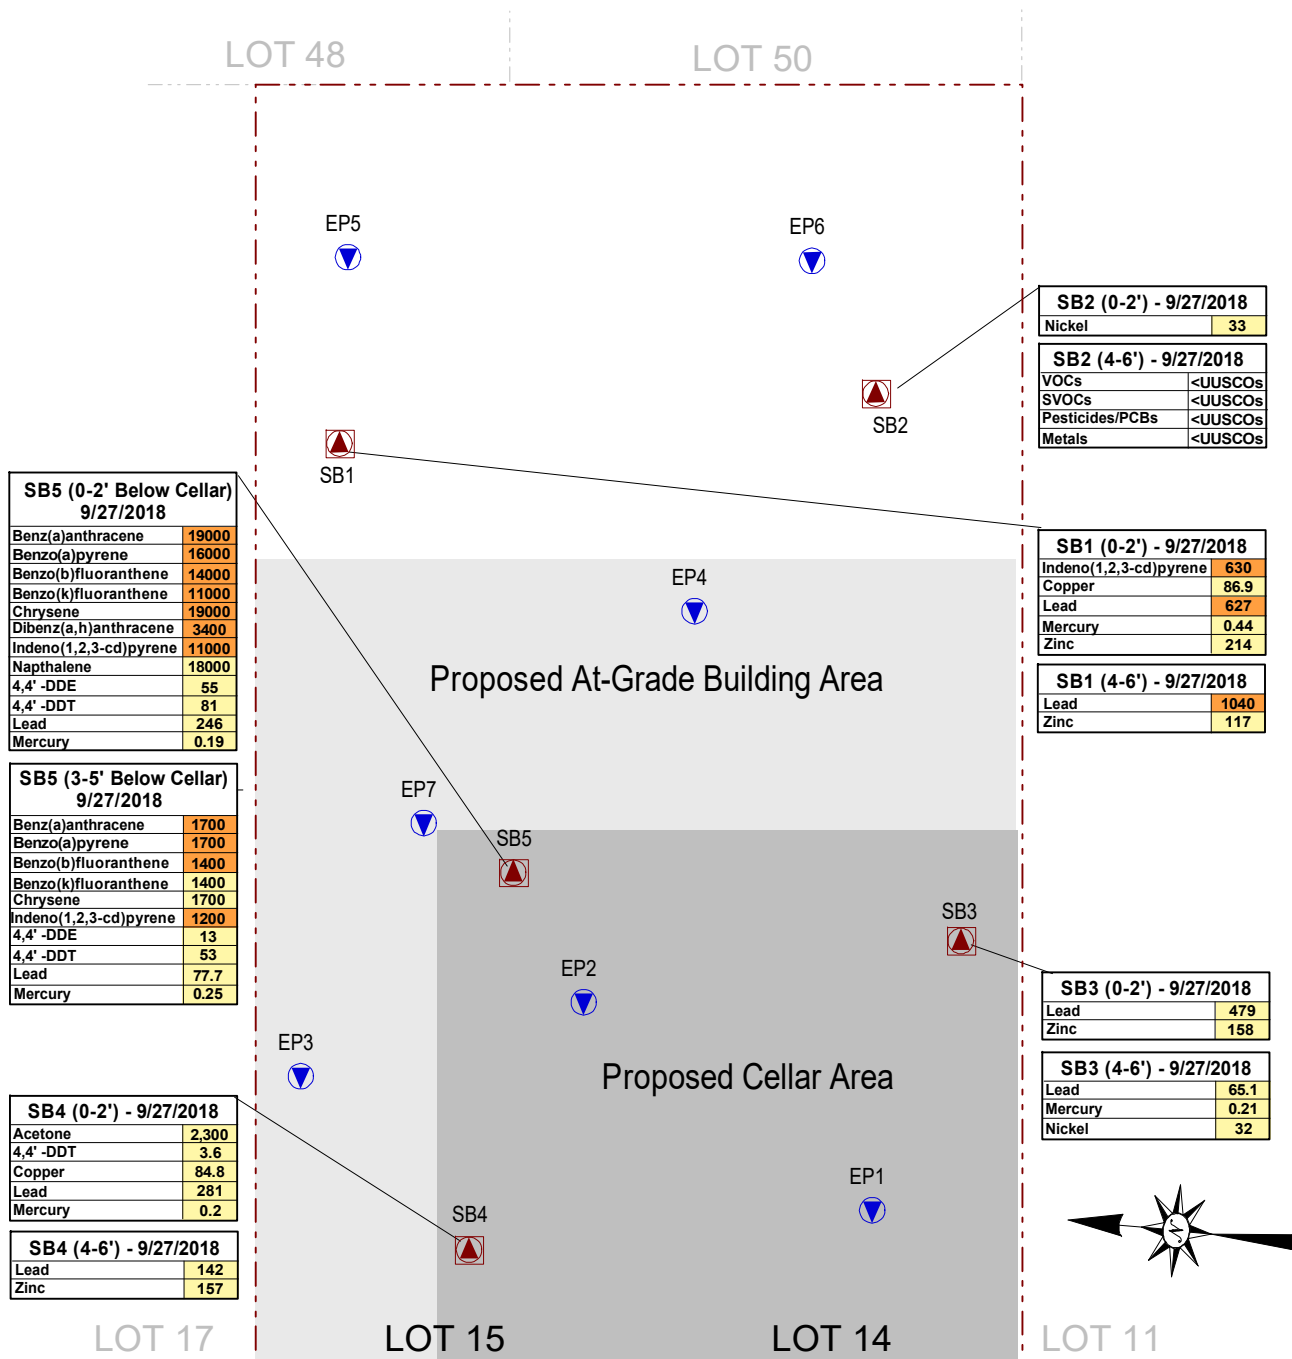 LOT 48
LOT 50
EP5
EP6
SB2 (0-2') - 9/27/2018
Nickel 33
SB2 (4-6') - 9/27/2018
VOCs <UUSCOs
SVOCs <UUSCOs
Pesticides/PCBs <UUSCOs
Metals <UUSCOs
SB2
SB1
SB5 (0-2' Below Cellar)
9/27/2018
Benz(a)anthracene 19000
Benzo(a)pyrene 16000
Benzo(b)fluoranthene 14000
Benzo(k)fluoranthene 11000
Chrysene 19000
Dibenz(a,h)anthracene 3400
Indeno(1,2,3-cd)pyrene 11000
Napthalene 18000
4,4' -DDE 55
4,4' -DDT 81
Lead 246
Mercury 0.19
SB1 (0-2') - 9/27/2018
Indeno(1,2,3-cd)pyrene 630
Copper 86.9
Lead 627
Mercury 0.44
Zinc 214
SB1 (4-6') - 9/27/2018
Lead 1040
Zinc 117
EP4
Proposed At-Grade Building Area
SB5 (3-5' Below Cellar)
9/27/2018
Benz(a)anthracene 1700
Benzo(a)pyrene 1700
Benzo(b)fluoranthene 1400
Benzo(k)fluoranthene 1400
Chrysene 1700
Indeno(1,2,3-cd)pyrene 1200
4,4' -DDE 13
4,4' -DDT 53
Lead 77.7
Mercury 0.25
EP7
SB5
SB3
EP2
SB3 (0-2') - 9/27/2018
Lead 479
Zinc 158
SB3 (4-6') - 9/27/2018
Lead 65.1
Mercury 0.21
Nickel 32
EP3
Proposed Cellar Area
SB4 (0-2') - 9/27/2018
Acetone 2,300
4,4' -DDT 3.6
Copper 84.8
Lead 281
Mercury 0.2
SB4 (4-6') - 9/27/2018
Lead 142
Zinc 157
EP1
SB4
N
LOT 17
LOT 15
LOT 14
LOT 11